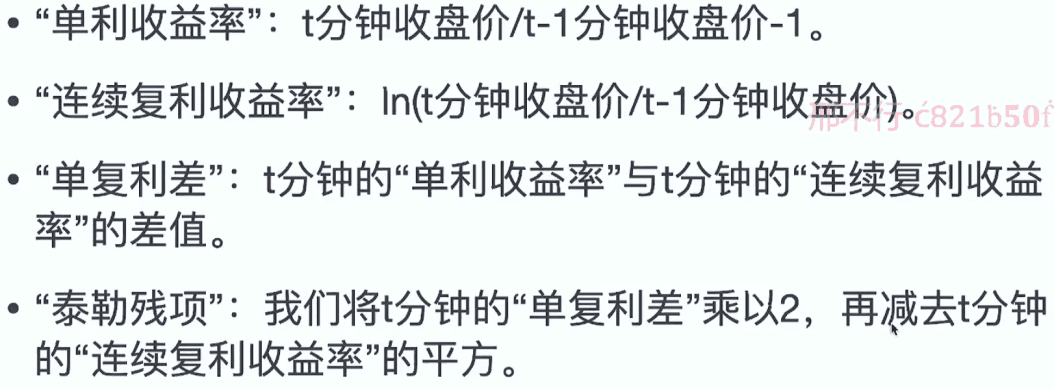 • “单利收益率”：t分钟收盘价/t-1分钟收盘价-1。
• “连续复利收益率”：ln(t分钟收盘价/t-1分钟收盘价)。
邢不行-c821b50f
• “单复利差”：t分钟的“单利收益率”与t分钟的“连续复利收益
率”的差值。
• “泰勒残项”：我们将t分钟的“单复利差”乘以2，再减去t分钟
的“连续复利收益率”的平方。